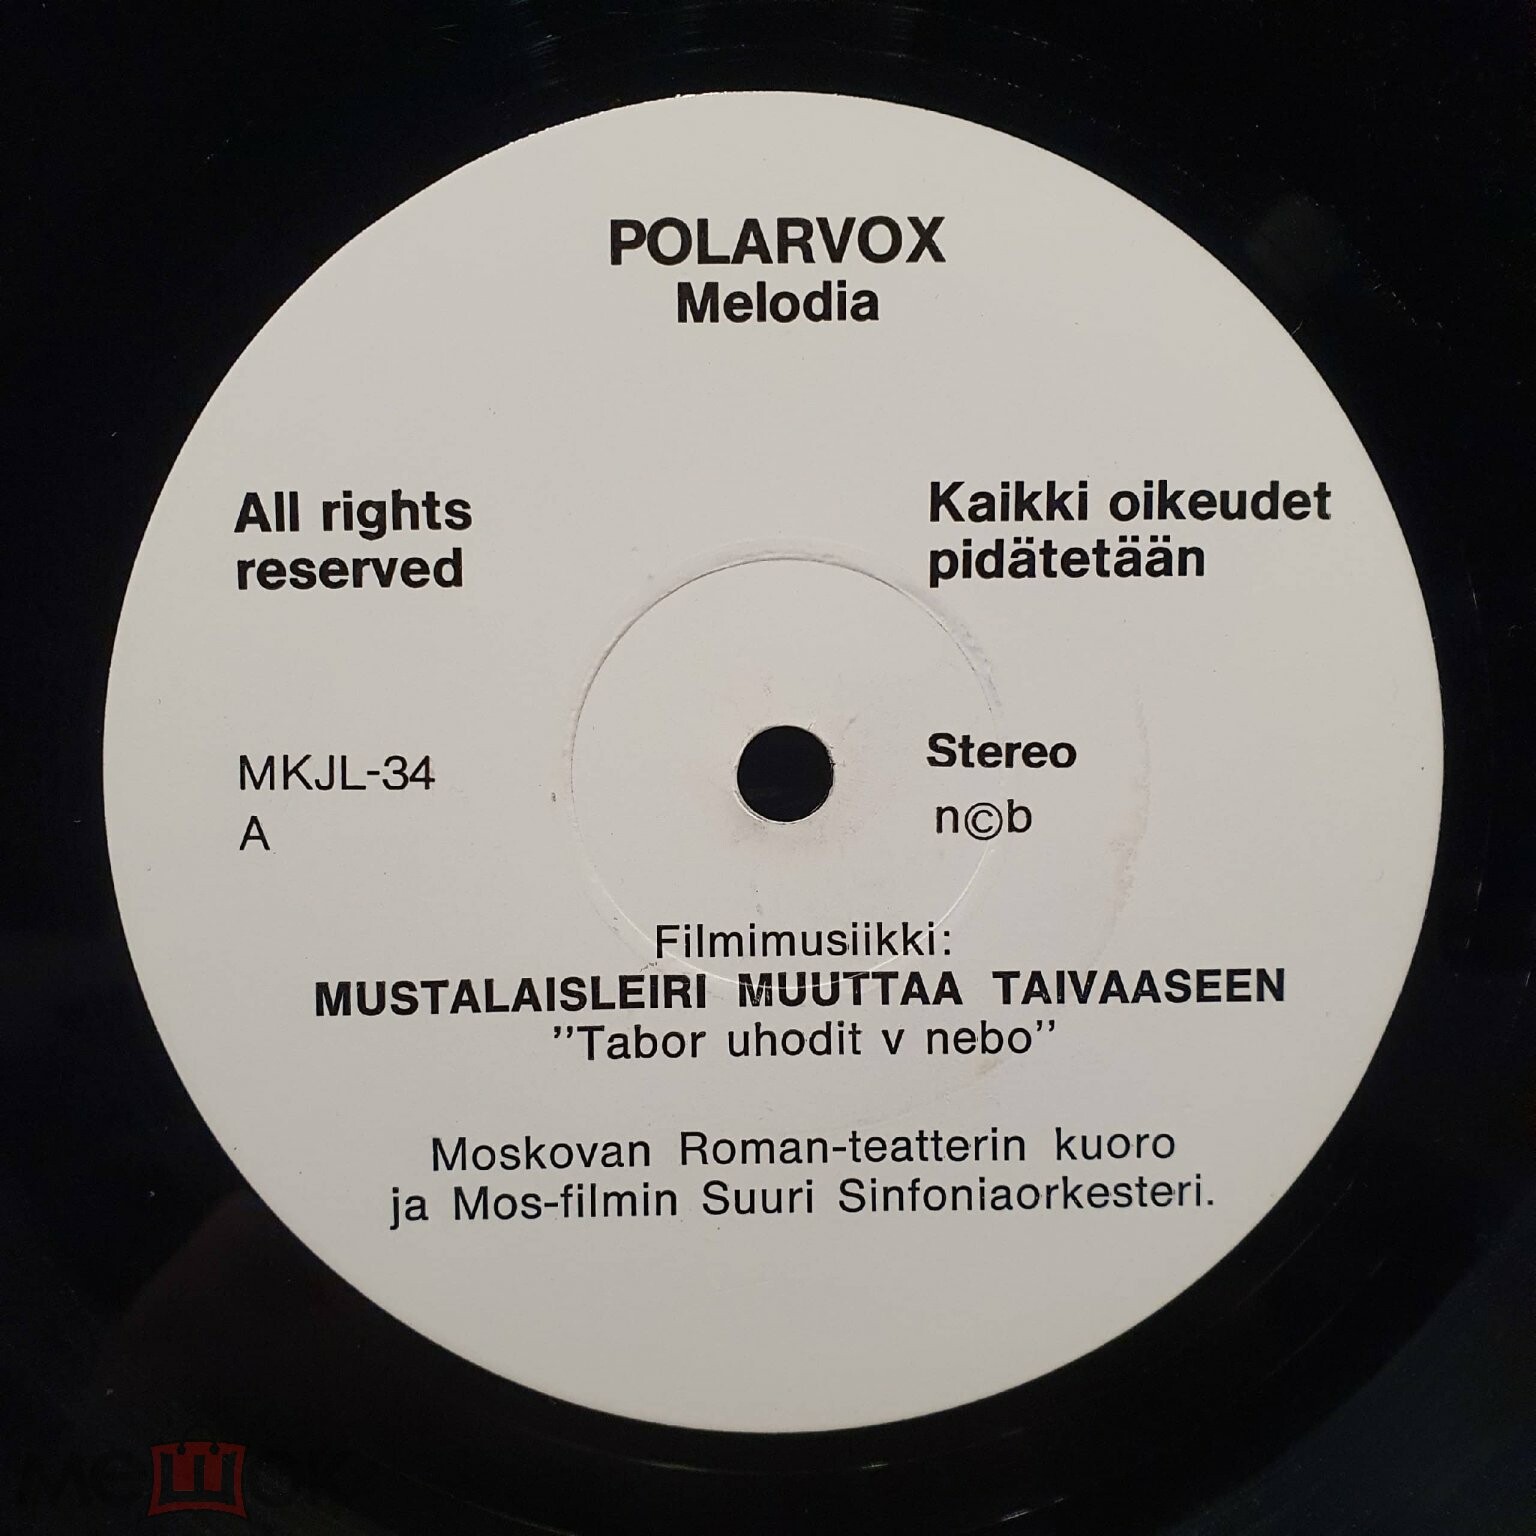 POLARVOX
Melodia
All rights
reserved
Kaikki oikeudet
pidätetään
MKJL-34
A
Stereo
n©b
Filmimusiikki:
MUSTALAISLEIRI MUUTTAA TAIVAASEEN
"Tabor uhodit v nebo"
Moskovan Roman-teatterin kuoro
ja Mos-filmin Suuri Sinfoniaorkesteri.
МЕШОК